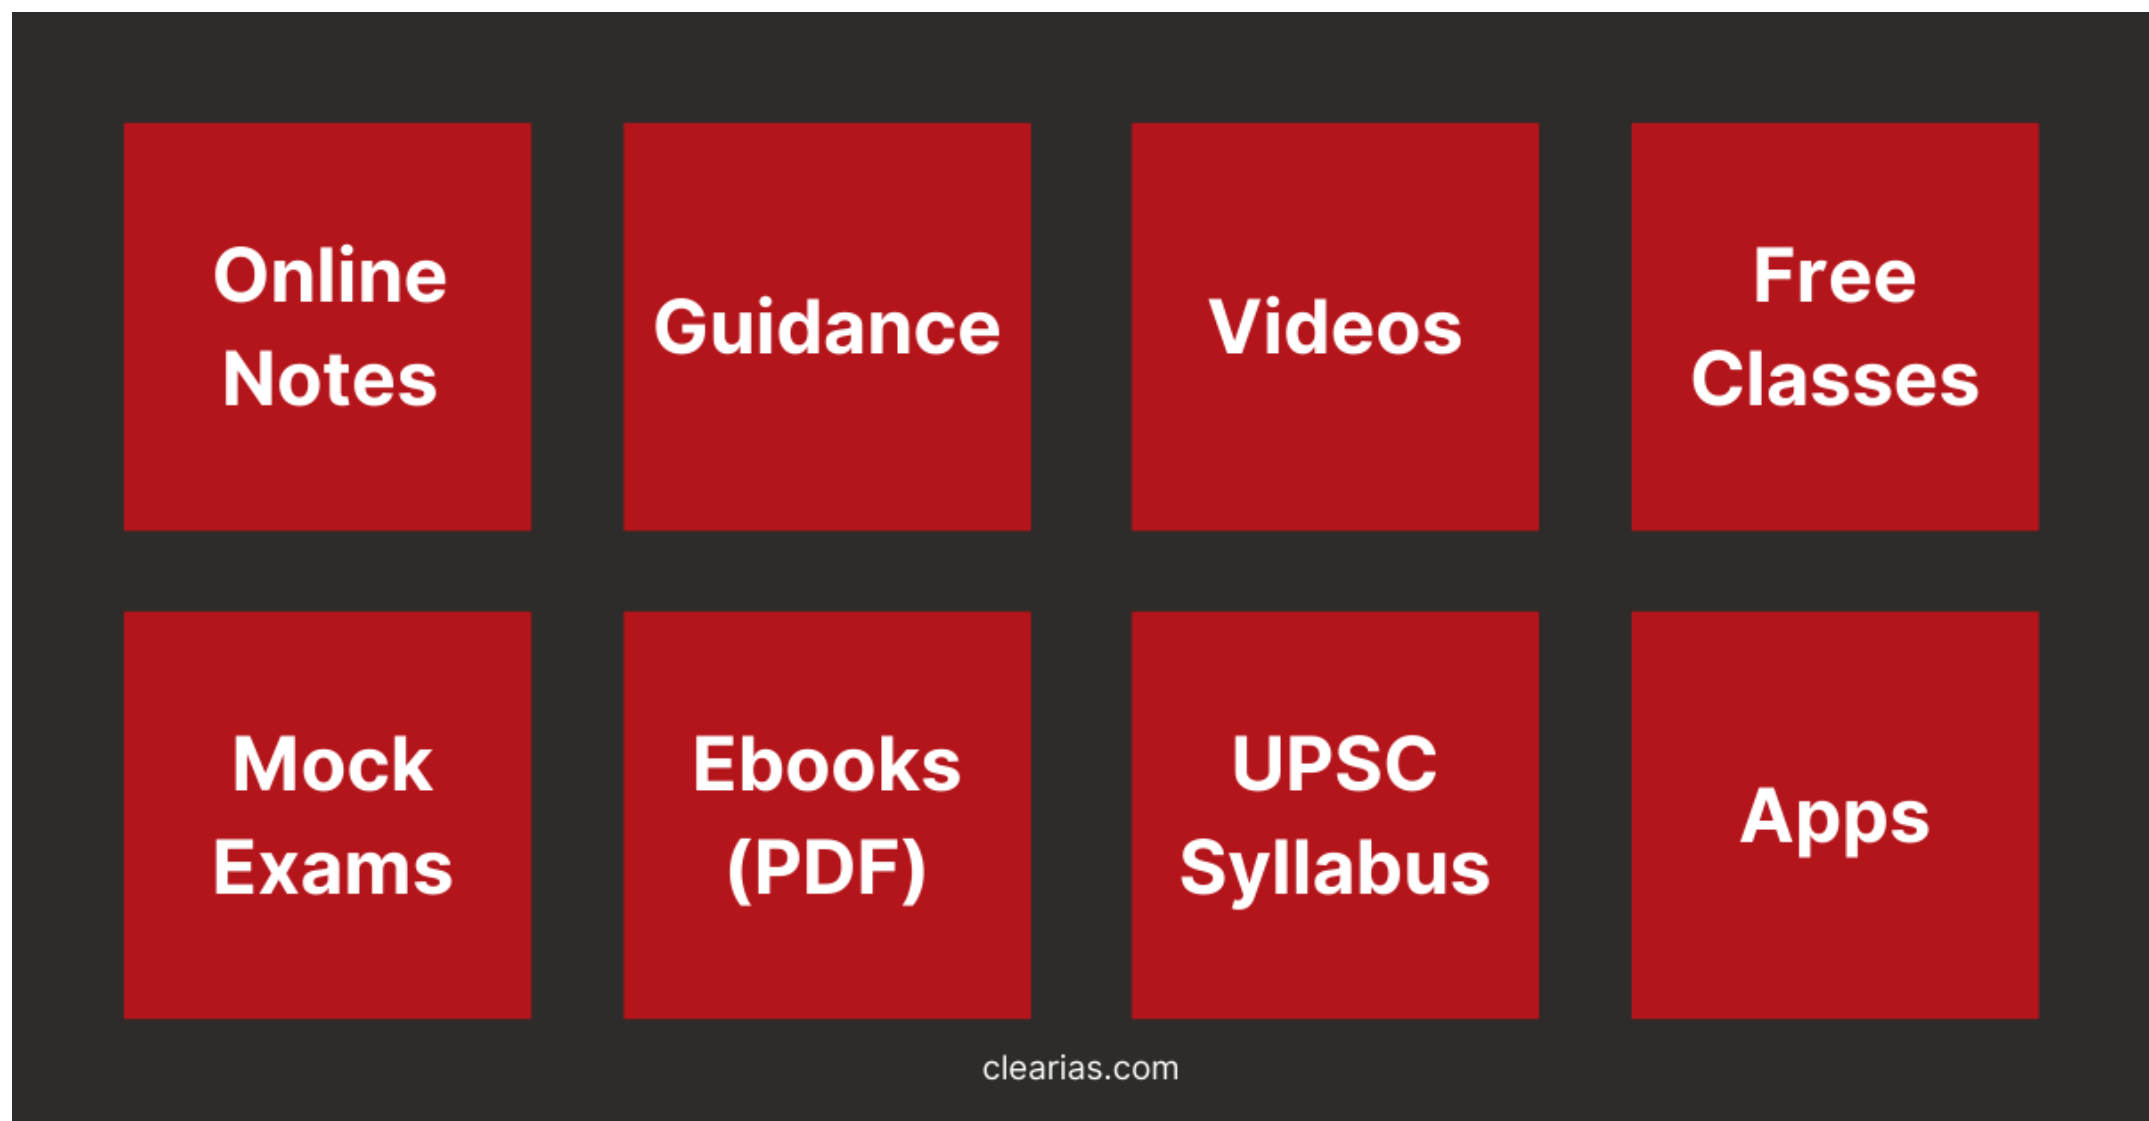 Online
Notes
Guidance
Videos
Free
Classes
Mock
Exams
Ebooks
(PDF)
UPSC
Syllabus
Apps
clearias.com